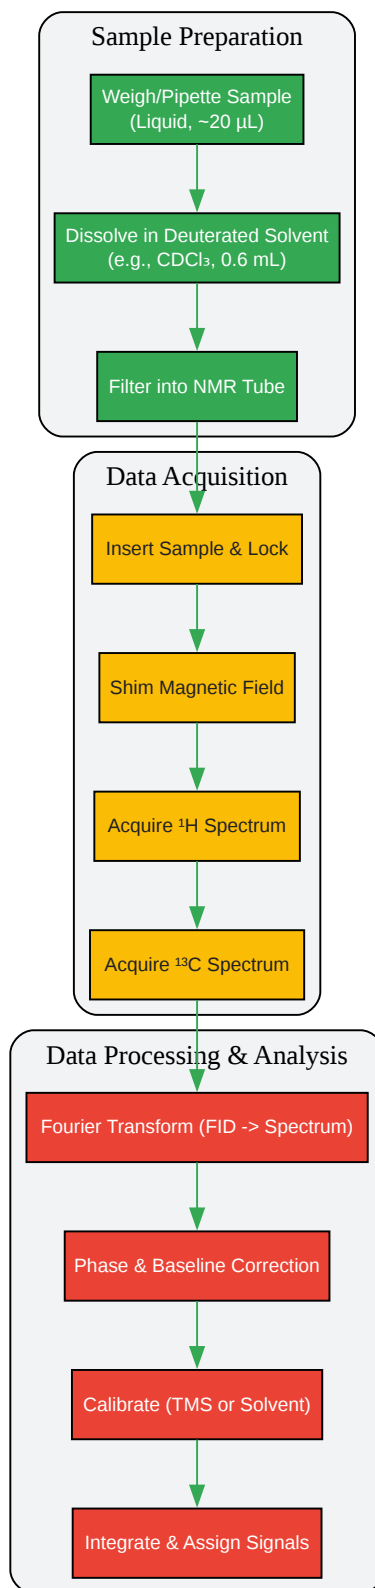 Sample Preparation
Weigh/Pipette Sample
(Liquid, ~20 µL)
Dissolve in Deuterated Solvent
(e.g., CDCl₃, 0.6 mL)
Filter into NMR Tube
Data Acquisition
Insert Sample & Lock
Shim Magnetic Field
Acquire ¹H Spectrum
Acquire ¹³C Spectrum
Data Processing & Analysis
Fourier Transform (FID -> Spectrum)
Phase & Baseline Correction
Calibrate (TMS or Solvent)
Integrate & Assign Signals